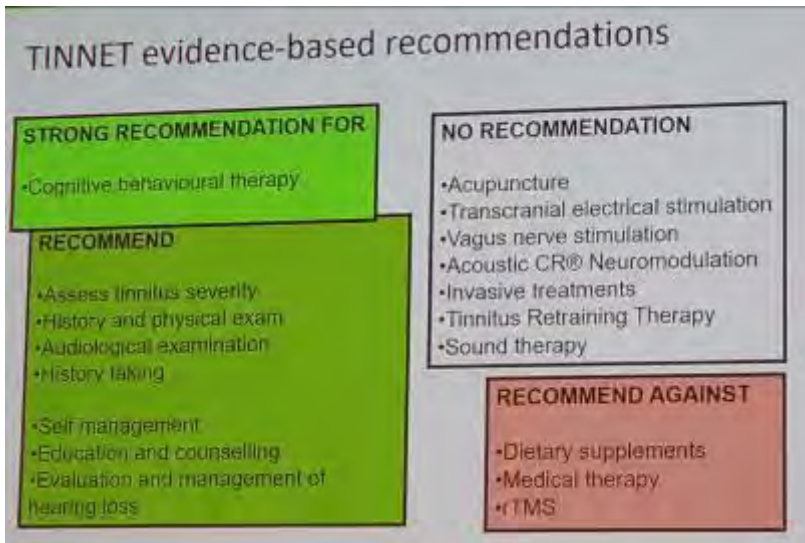 TINNET evidence-based recommendations
STRONG RECOMMENDATION FOR
•Cognitive behavioural therapy
RECOMMEND
•Assess tinnitus severity
•History and physical exam
•Audiological examination
•History taking
•Self management
•Education and counselling
•Evaluation and management of
hearing loss
NO RECOMMENDATION
•Acupuncture
•Transcranial electrical stimulation
•Vagus nerve stimulation
•Acoustic CR® Neuromodulation
•Invasive treatments
•Tinnitus Retraining Therapy
•Sound therapy
RECOMMEND AGAINST
•Dietary supplements
•Medical therapy
•rTMS